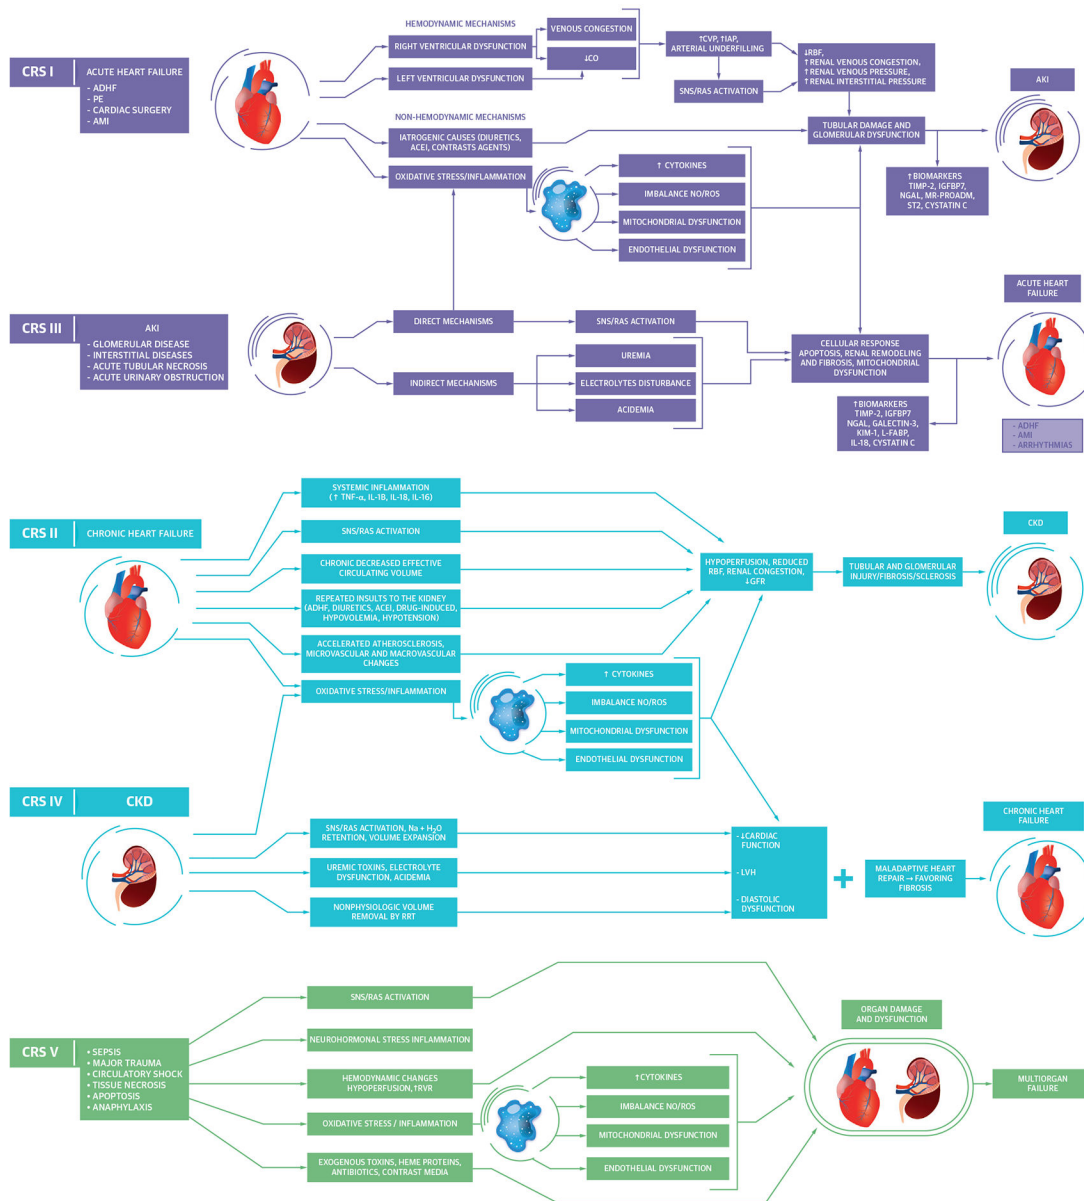 CRS I
ACUTE HEART FAILURE
- ADHF
- PE
- CARDIAC SURGERY
- AMI
HEMODYNAMIC MECHANISMS
RIGHT VENTRICULAR DYSFUNCTION
LEFT VENTRICULAR DYSFUNCTION
VENOUS CONGESTION
↓CO
↑CVP, ↑IAP,
ARTERIAL UNDERFILLING
SNS/RAS ACTIVATION
↓RBF,
↑RENAL VENOUS CONGESTION,
↑RENAL VENOUS PRESSURE,
↑RENAL INTERSTITIAL PRESSURE
NON-HEMODYNAMIC MECHANISMS
IATROGENIC CAUSES (DIURETICS,
ACEI, CONTRASTS AGENTS)
OXIDATIVE STRESS/INFLAMMATION
↑ CYTOKINES
IMBALANCE NO/ROS
MITOCHONDRIAL DYSFUNCTION
ENDOTHELIAL DYSFUNCTION
TUBULAR DAMAGE AND
GLOMERULAR DYSFUNCTION
AKI
↑BIOMARKERS
TIMP-2, IGFBP7,
NGAL, MR-PROADM,
ST2, CYSTATIN C
CRS III
AKI
- GLOMERULAR DISEASE
- INTERSTITIAL DISEASES
- ACUTE TUBULAR NECROSIS
- ACUTE URINARY OBSTRUCTION
DIRECT MECHANISMS
INDIRECT MECHANISMS
SNS/RAS ACTIVATION
UREMIA
ELECTROLYTES DISTURBANCE
ACIDEMIA
CELLULAR RESPONSE
APOPTOSIS, RENAL REMODELING
AND FIBROSIS, MITOCHONDRIAL
DYSFUNCTION
↑BIOMARKERS
TIMP-2, IGFBP7
NGAL, GALECTIN-3,
KIM-1, L-FABP,
IL-18, CYSTATIN C
ACUTE HEART
FAILURE
- ADHF
- AMI
- ARRHYTHMIAS
CRS II
CHRONIC HEART FAILURE
SYSTEMIC INFLAMMATION
(↑ TNF-α, IL-1B, IL-18, IL-16)
SNS/RAS ACTIVATION
CHRONIC DECREASED EFFECTIVE
CIRCULATING VOLUME
REPEATED INSULTS TO THE KIDNEY
(ADHF, DIURETICS, ACEI, DRUG-INDUCED,
HYPOVOLEMIA, HYPOTENSION)
ACCELERATED ATHEROSCLEROSIS,
MICROVASCULAR AND MACROVASCULAR
CHANGES
OXIDATIVE STRESS/INFLAMMATION
↑ CYTOKINES
IMBALANCE NO/ROS
MITOCHONDRIAL DYSFUNCTION
ENDOTHELIAL DYSFUNCTION
HYPOPERFUSION, REDUCED
RBF, RENAL CONGESTION,
↓GFR
TUBULAR AND GLOMERULAR
INJURY/FIBROSIS/SCLEROSIS
CKD
CRS IV
CKD
SNS/RAS ACTIVATION, Na + H₂O
RETENTION, VOLUME EXPANSION
UREMIC TOXINS, ELECTROLYTE
DYSFUNCTION, ACIDEMIA
NONPHYSIOLOGIC VOLUME
REMOVAL BY RRT
- ↓CARDIAC
FUNCTION
- LVH
- DIASTOLIC
DYSFUNCTION
+
MALADAPTIVE HEART
REPAIR → FAVORING
FIBROSIS
CHRONIC HEART
FAILURE
CRS V
• SEPSIS
• MAJOR TRAUMA
• CIRCULATORY SHOCK
• TISSUE NECROSIS
• APOPTOSIS
• ANAPHYLAXIS
SNS/RAS ACTIVATION
NEUROHORMONAL STRESS INFLAMMATION
HEMODYNAMIC CHANGES
HYPOPERFUSION, ↑RVR
OXIDATIVE STRESS / INFLAMMATION
EXOGENOUS TOXINS, HEME PROTEINS,
ANTIBIOTICS, CONTRAST MEDIA
↑CYTOKINES
IMBALANCE NO/ROS
MITOCHONDRIAL DYSFUNCTION
ENDOTHELIAL DYSFUNCTION
ORGAN DAMAGE
AND DYSFUNCTION
MULTIORGAN
FAILURE